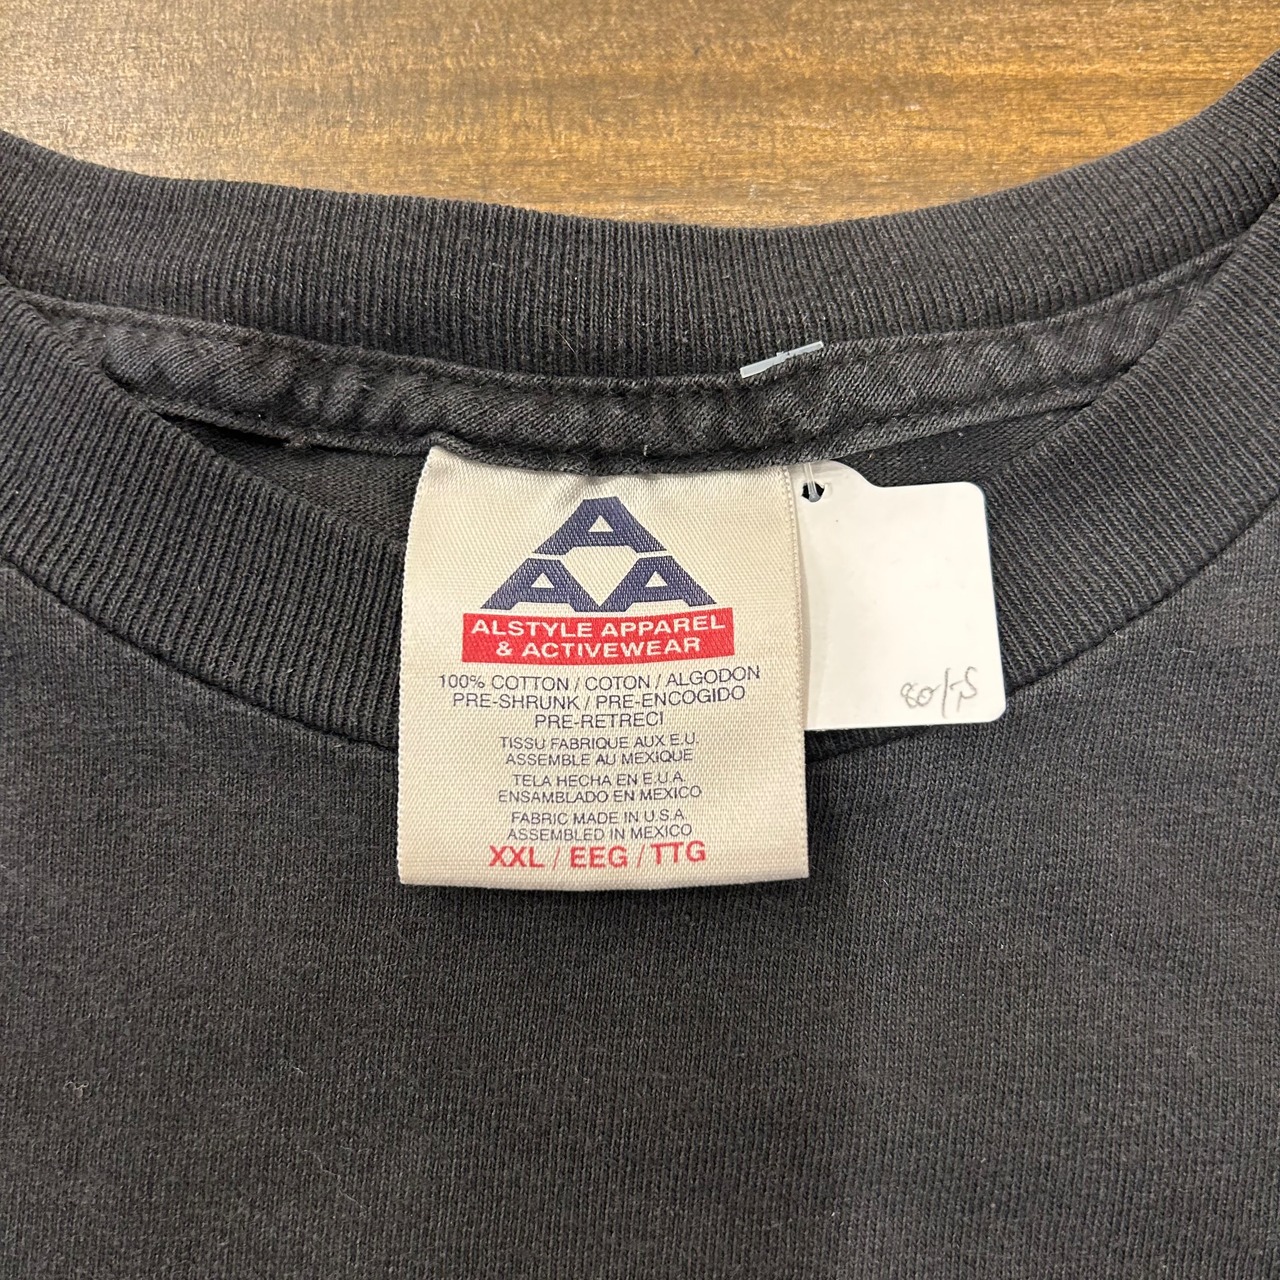 A
AA
ALSTYLE APPAREL
& ACTIVEWEAR
100% COTTON / COTON / ALGODON
PRE-SHRUNK / PRE-ENCOGIDO
PRE-RETRECI
TISSU FABRIQUE AUX E.U.
ASSEMBLE AU MEXIQUE
TELA HECHA EN E.U.A.
ENSAMBLADO EN MEXICO
FABRIC MADE IN U.S.A.
ASSEMBLED IN MEXICO
XXL / EEG / TTG